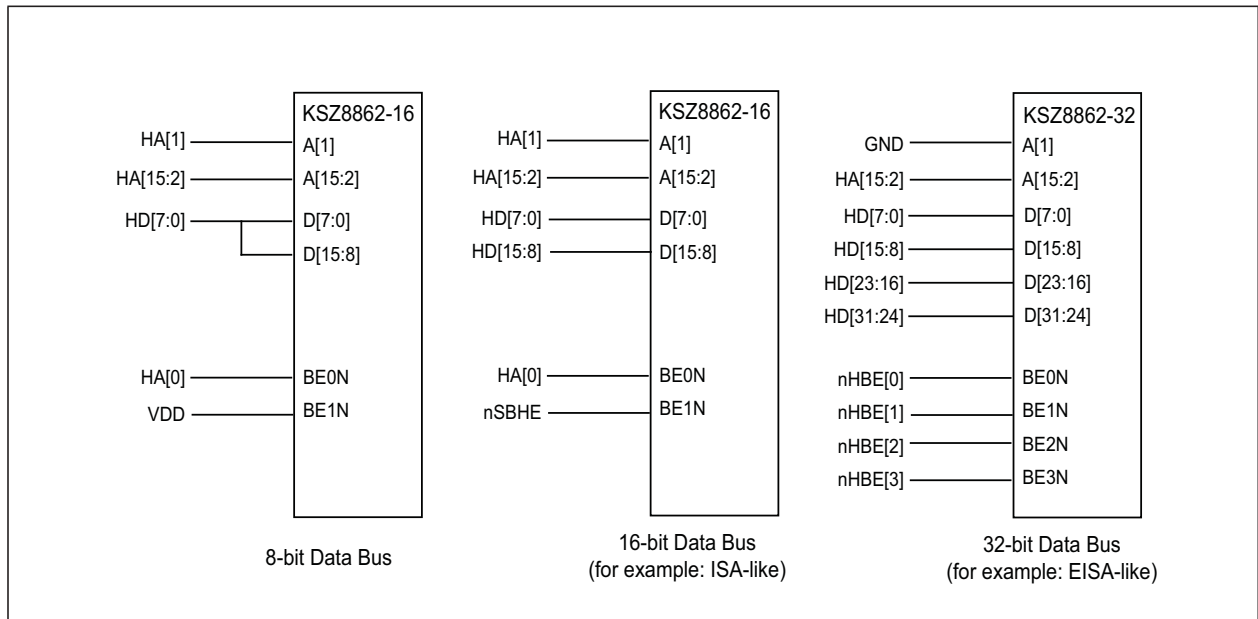 KSZ8862-16
HA[1] A[1]
HA[15:2] A[15:2]
HD[7:0] D[7:0]
D[15:8]
HA[0] BE0N
VDD BE1N
8-bit Data Bus
KSZ8862-16
HA[1] A[1]
HA[15:2] A[15:2]
HD[7:0] D[7:0]
HD[15:8] D[15:8]
HA[0] BE0N
nSBHE BE1N
16-bit Data Bus
(for example: ISA-like)
KSZ8862-32
GND A[1]
HA[15:2] A[15:2]
HD[7:0] D[7:0]
HD[15:8] D[15:8]
HD[23:16] D[23:16]
HD[31:24] D[31:24]
nHBE[0] BE0N
nHBE[1] BE1N
nHBE[2] BE2N
nHBE[3] BE3N
32-bit Data Bus
(for example: EISA-like)